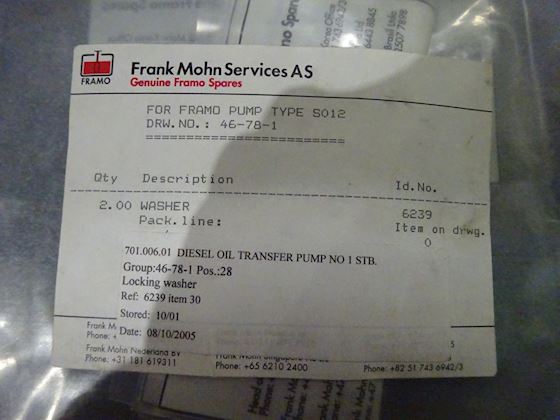 FRAMO
Frank Mohn Services AS
Genuine Framo Spares
FOR FRAMO PUMP TYPE SO12
DRW.NO.: 46-78-1
=========================
Qty Description Id.No.
2.00 WASHER 6239
Pack.line: Item on drwg.
0
701.006.01 DIESEL OIL TRANSFER PUMP NO 1 STB.
Group:46-78-1 Pos.:28
Locking washer
Ref: 6239 item 30
Stored: 10/01
Date: 08/10/2005
Frank Mohn Nederland BV
Phone: +31 181 619311
Phone: +65 6210 2400
Phone: +82 51 743 6942/3